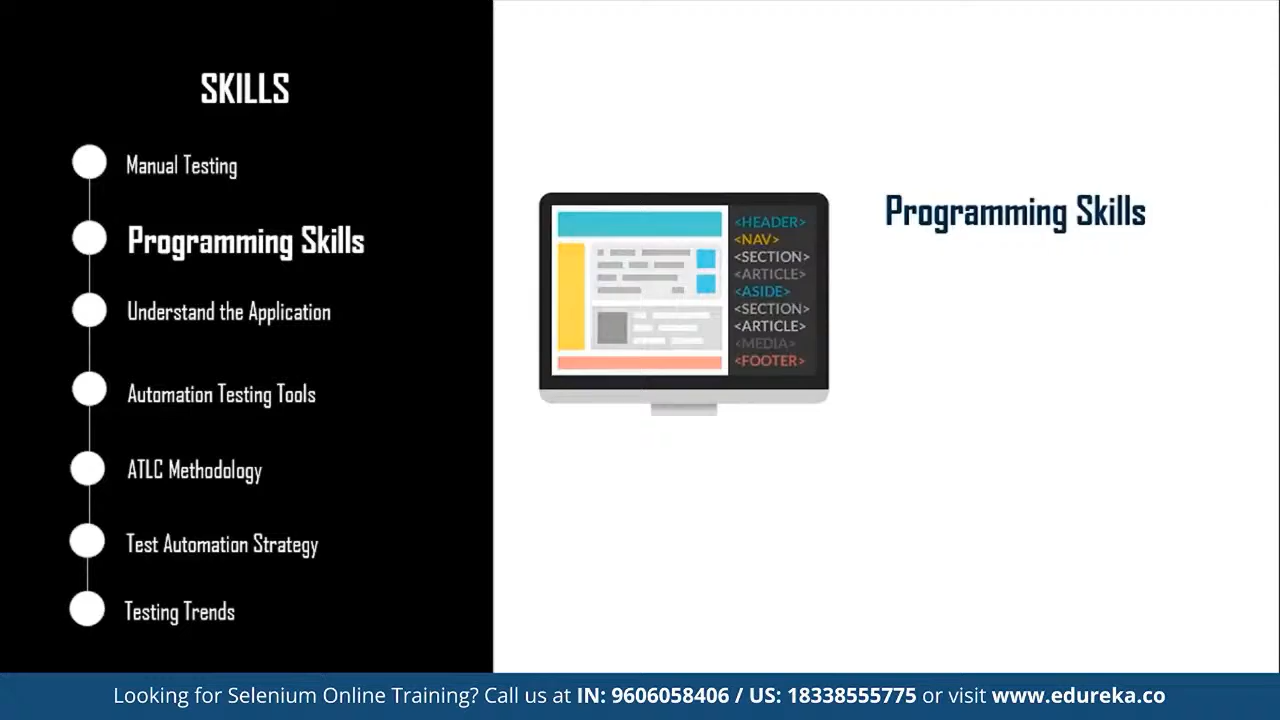 SKILLS
Manual Testing
Programming Skills
Understand the Application
Automation Testing Tools
ATLC Methodology
Test Automation Strategy
Testing Trends
<HEADER>
<NAV>
<SECTION>
<ARTICLE>
<ASIDE>
<SECTION>
<ARTICLE>
<MEDIA>
<FOOTER>
Programming Skills
Looking for Selenium Online Training? Call us at IN: 9606058406 / US: 18338555775 or visit www.edureka.co